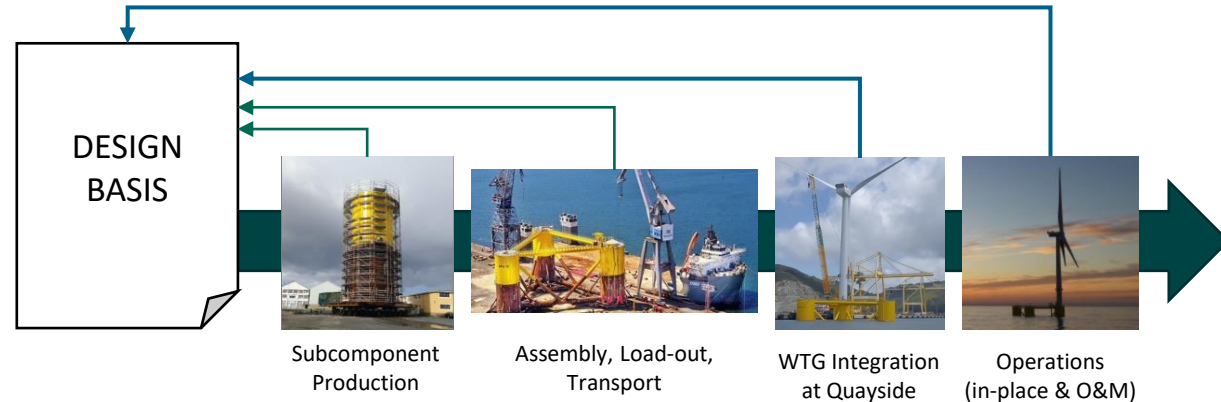 DESIGN
BASIS
Subcomponent
Production
Assembly, Load-out,
Transport
WTG Integration
at Quayside
Operations
(in-place & O&M)